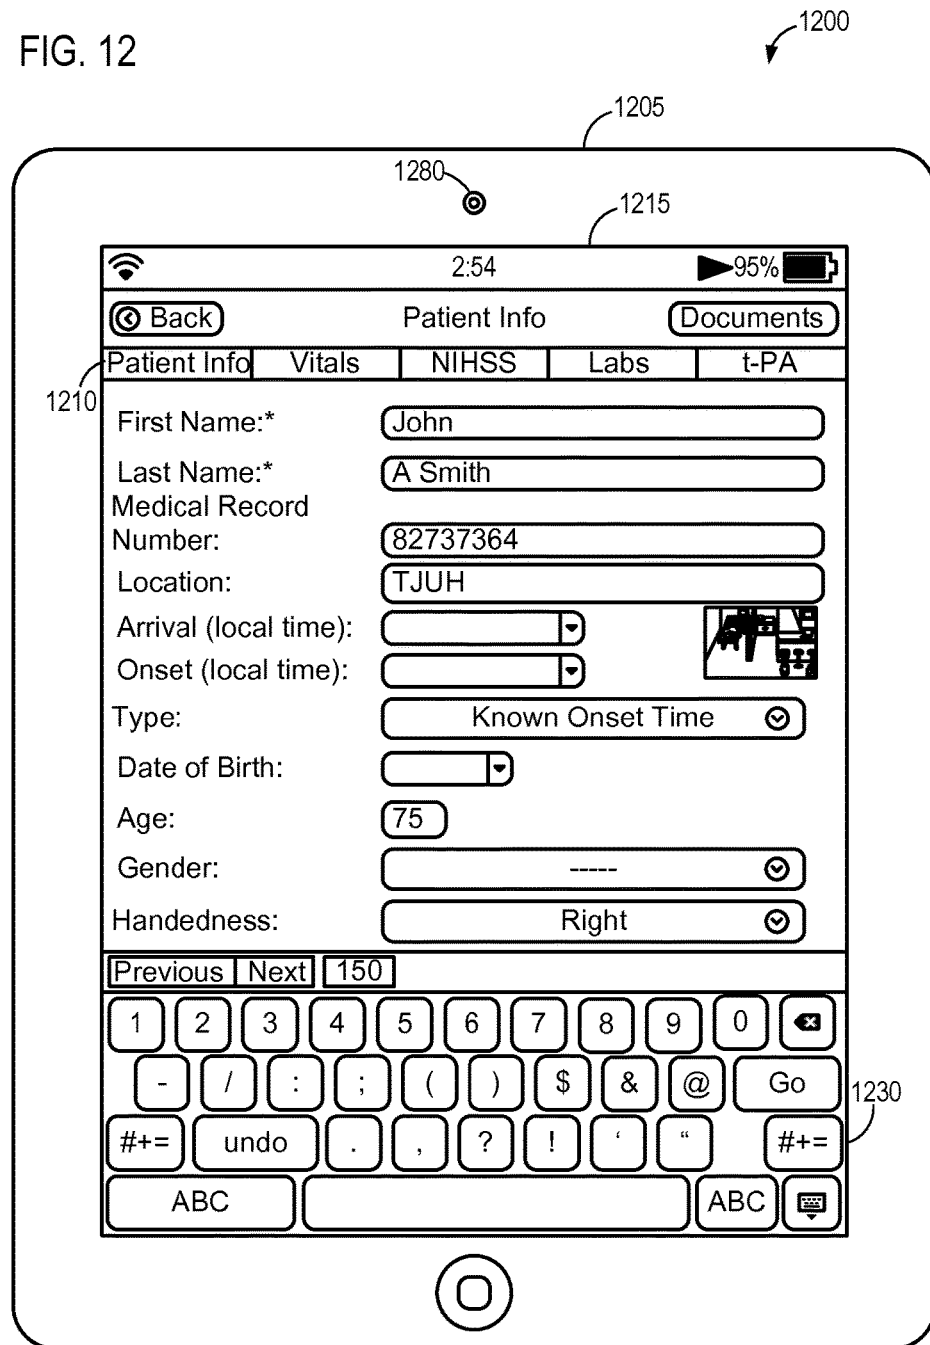 FIG. 12
1200
1205
1280
1215
2:54 95%
Back Patient Info Documents
Patient Info Vitals NIHSS Labs t-PA
1210
First Name:* John
Last Name:* A Smith
Medical Record
Number: 82737364
Location: TJUH
Arrival (local time):
Onset (local time):
Type: Known Onset Time
Date of Birth:
Age: 75
Gender: -----
Handedness: Right
Previous Next 150
1 2 3 4 5 6 7 8 9 0
- / : ; ( ) $ & @ Go
1230
#+= undo . , ? ! ‘ “ #+=
ABC ABC